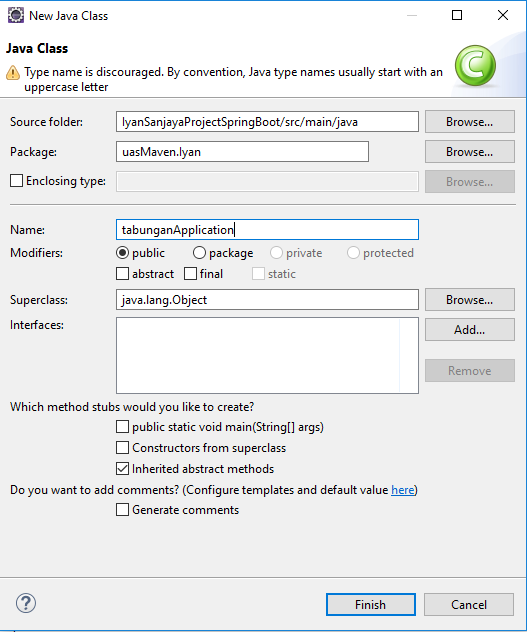 New Java Class
Java Class
Type name is discouraged. By convention, Java type names usually start with an
uppercase letter
Source folder: IyanSanjayaProjectSpringBoot/src/main/java Browse...
Package: uasMaven.Iyan Browse...
Enclosing type: Browse...
Name: tabunganApplication
Modifiers: public package private protected
abstract final static
Superclass: java.lang.Object Browse...
Interfaces: Add...
Remove
Which method stubs would you like to create?
public static void main(String[] args)
Constructors from superclass
Inherited abstract methods
Do you want to add comments? (Configure templates and default value here)
Generate comments
? Finish Cancel